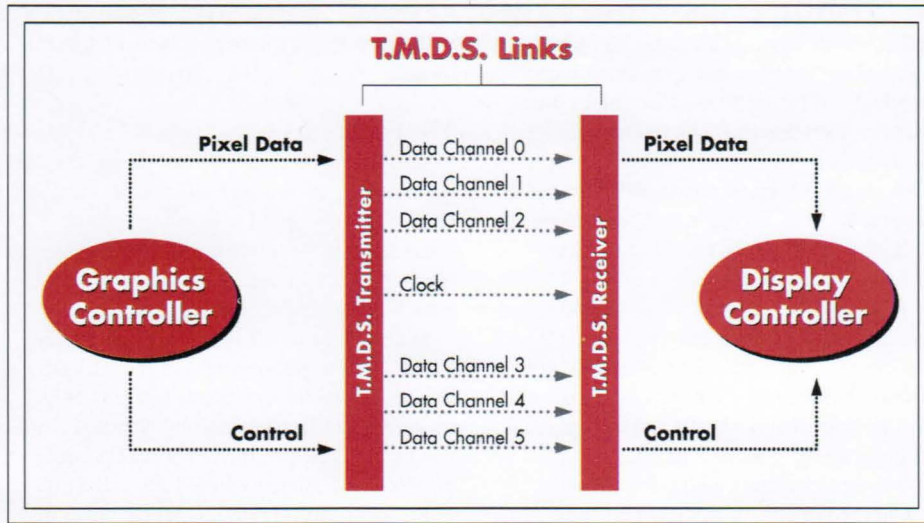 T.M.D.S. Links
Pixel Data
Data Channel 0
Pixel Data
Data Channel 1
Data Channel 2
Graphics
Controller
T.M.D.S. Transmitter
Clock
T.M.D.S. Receiver
Display
Controller
Data Channel 3
Data Channel 4
Control
Data Channel 5
Control